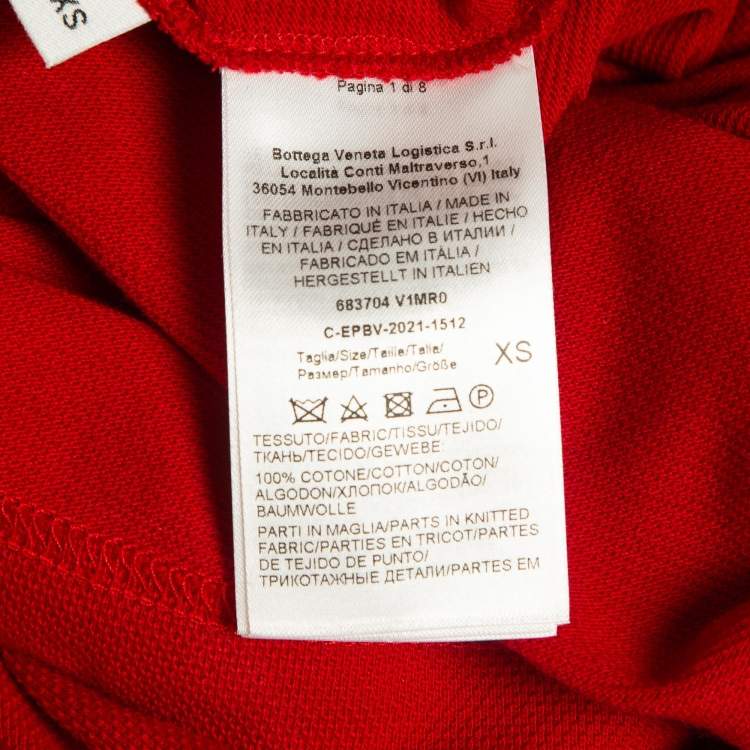 XS
Pagina 1 di 8
Bottega Veneta Logistica S.r.l.
Località Conti Maltraverso,1
36054 Montebello Vicentino (VI) Italy
FABBRICATO IN ITALIA / MADE IN
ITALY / FABRIQUÉ EN ITALIE / HECHO
EN ITALIA / СДЕЛАНО В ИТАЛИИ /
FABRICADO EM ITÁLIA /
HERGESTELLT IN ITALIEN
683704 V1MR0
C-EPBV-2021-1512
Taglia/Size/Taille/Talla/
Размер/Tamanho/Größe
XS
P
TESSUTO/FABRIC/TISSU/TEJIDO/
ТКАНЬ/TECIDO/GEWEBE:
100% COTONE/COTTON/COTON/
ALGODON/ХЛОПОК/ALGODÃO/
BAUMWOLLE
PARTI IN MAGLIA/PARTS IN KNITTED
FABRIC/PARTIES EN TRICOT/PARTES
DE TEJIDO DE PUNTO/
ТРИКОТАЖНЫЕ ДЕТАЛИ/PARTES EM